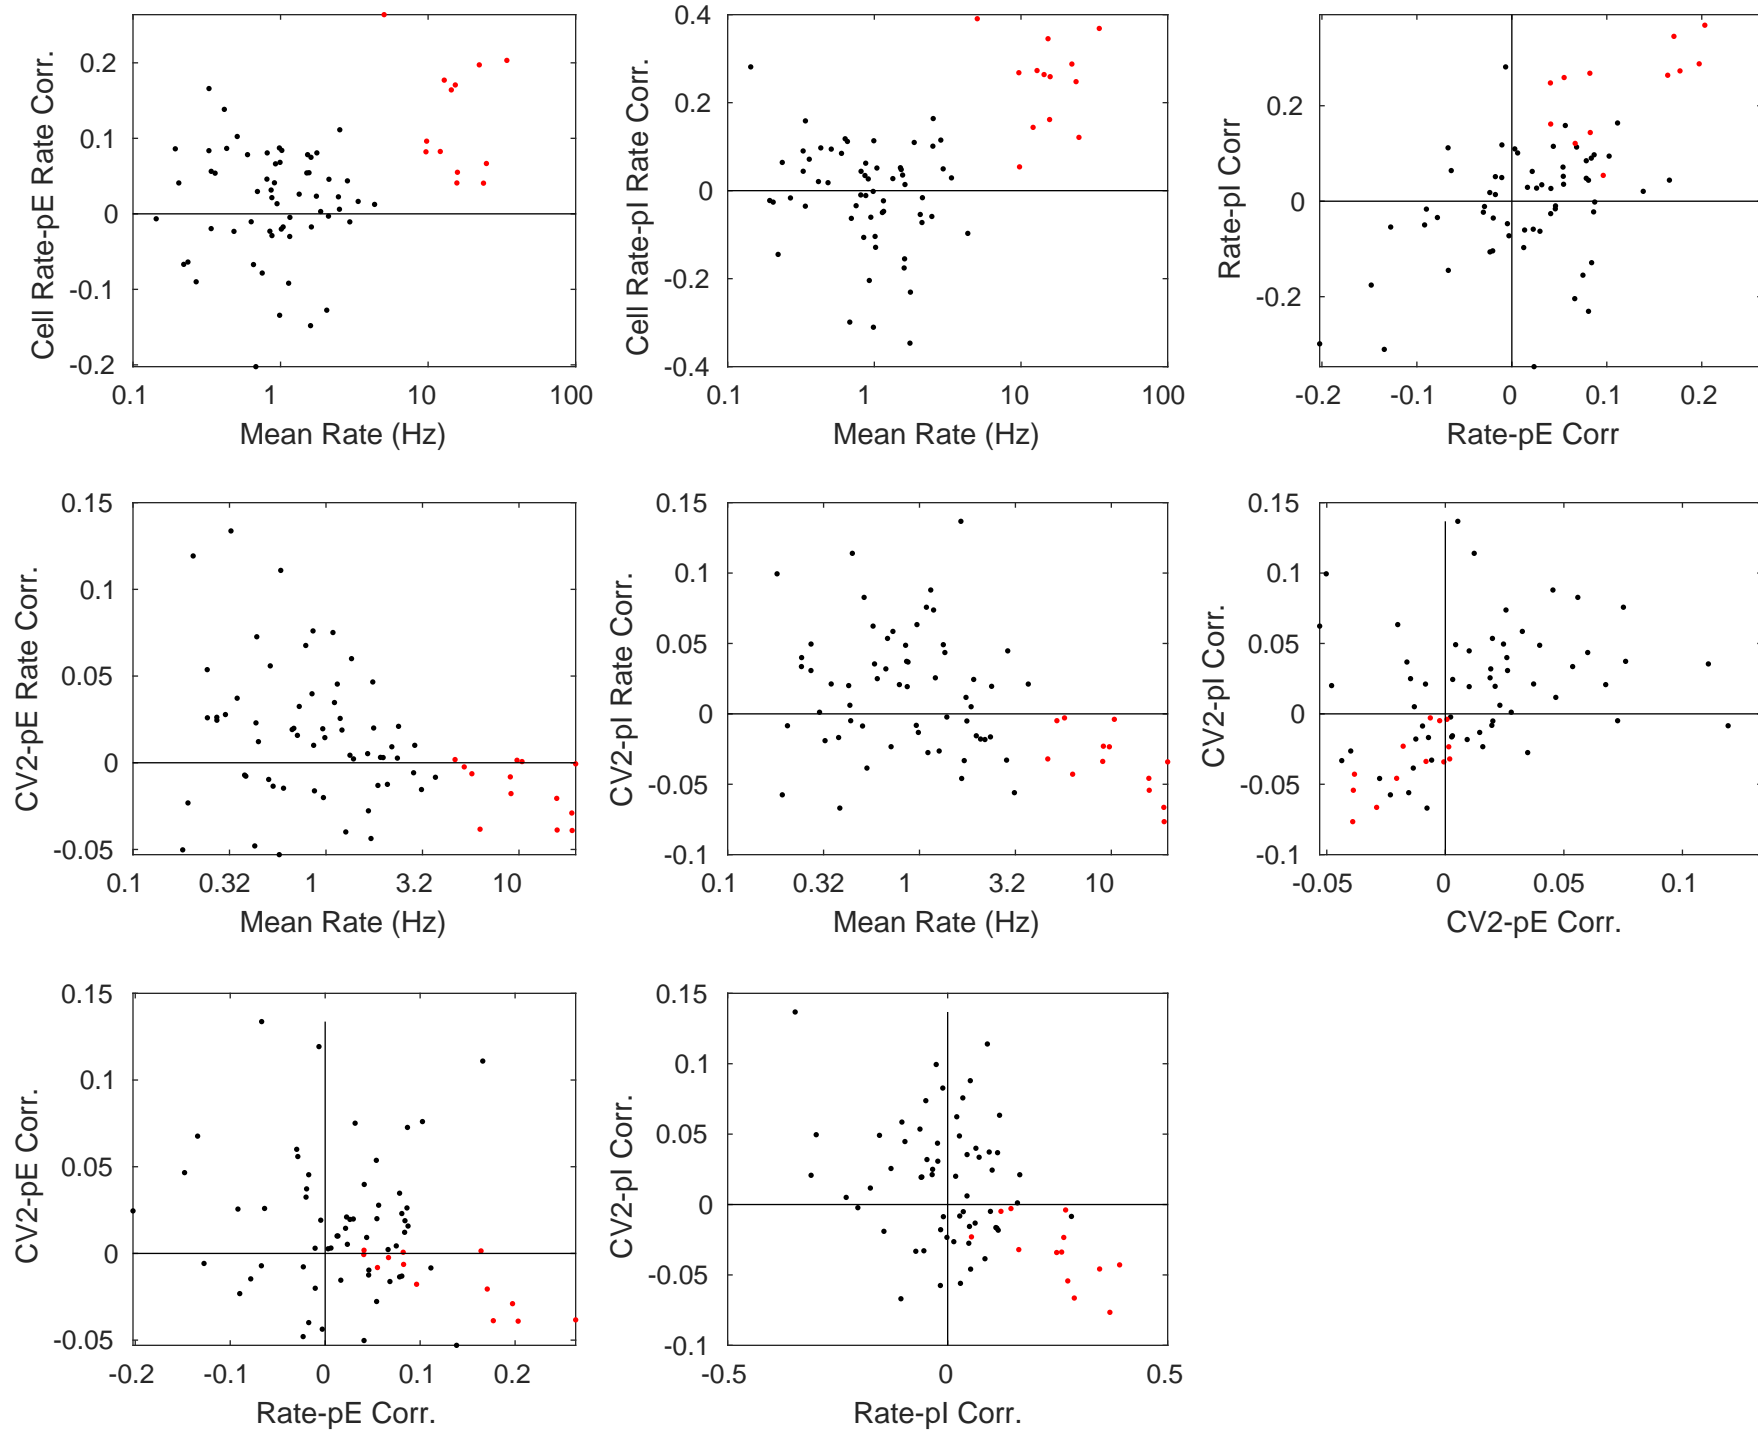 Cell Rate-pE Rate Corr.
0.2
0.1
0
-0.1
-0.2
0.1 1 10 100
Mean Rate (Hz)
Cell Rate-pI Rate Corr.
0.4
0.2
0
-0.2
-0.4
0.1 1 10 100
Mean Rate (Hz)
Rate-pI Corr
0.2
0
-0.2
-0.2 -0.1 0 0.1 0.2
Rate-pE Corr
CV2-pE Rate Corr.
0.15
0.1
0.05
0
-0.05
0.1 0.32 1 3.2 10
Mean Rate (Hz)
CV2-pI Rate Corr.
0.15
0.1
0.05
0
-0.05
-0.1
0.1 0.32 1 3.2 10
Mean Rate (Hz)
CV2-pI Corr.
0.15
0.1
0.05
0
-0.05
-0.1
-0.05 0 0.05 0.1
CV2-pE Corr.
CV2-pE Corr.
0.15
0.1
0.05
0
-0.05
-0.2 -0.1 0 0.1 0.2
Rate-pE Corr.
CV2-pI Corr.
0.15
0.1
0.05
0
-0.05
-0.1
-0.5 0 0.5
Rate-pI Corr.